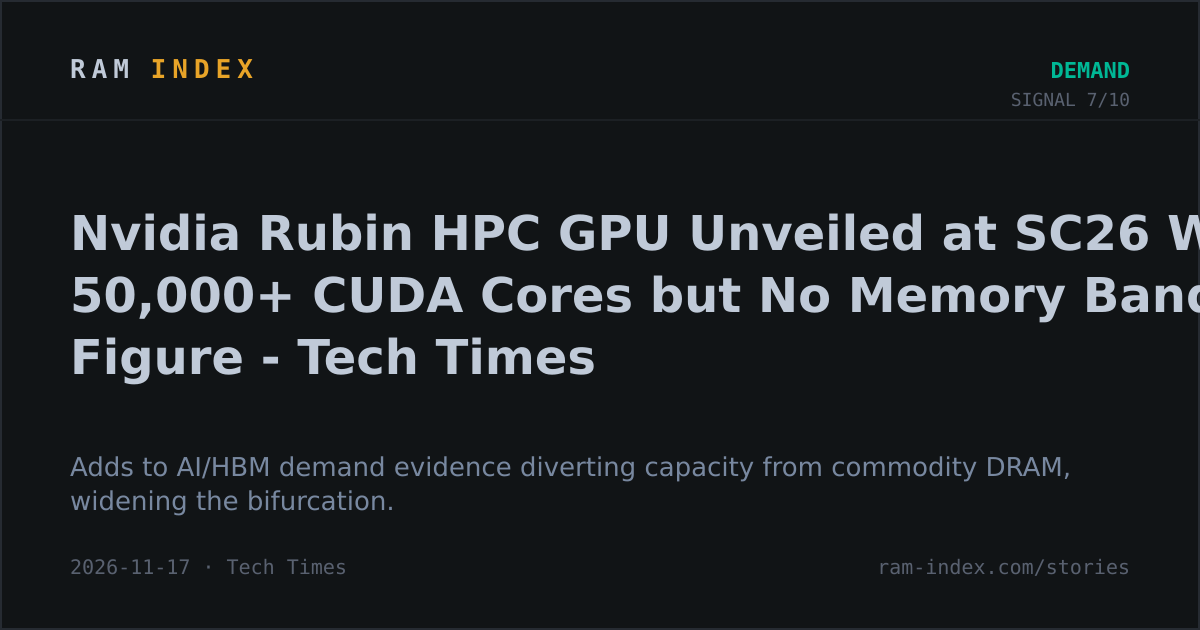 RAM INDEX
DEMAND
SIGNAL 7/10
Nvidia Rubin HPC GPU Unveiled at SC26
50,000+ CUDA Cores but No Memory
Figure - Tech Times
Adds to AI/HBM demand evidence diverting capacity from commodity DRAM,
widening the bifurcation.
2026-11-17 · Tech Times
ram-index.com/stories